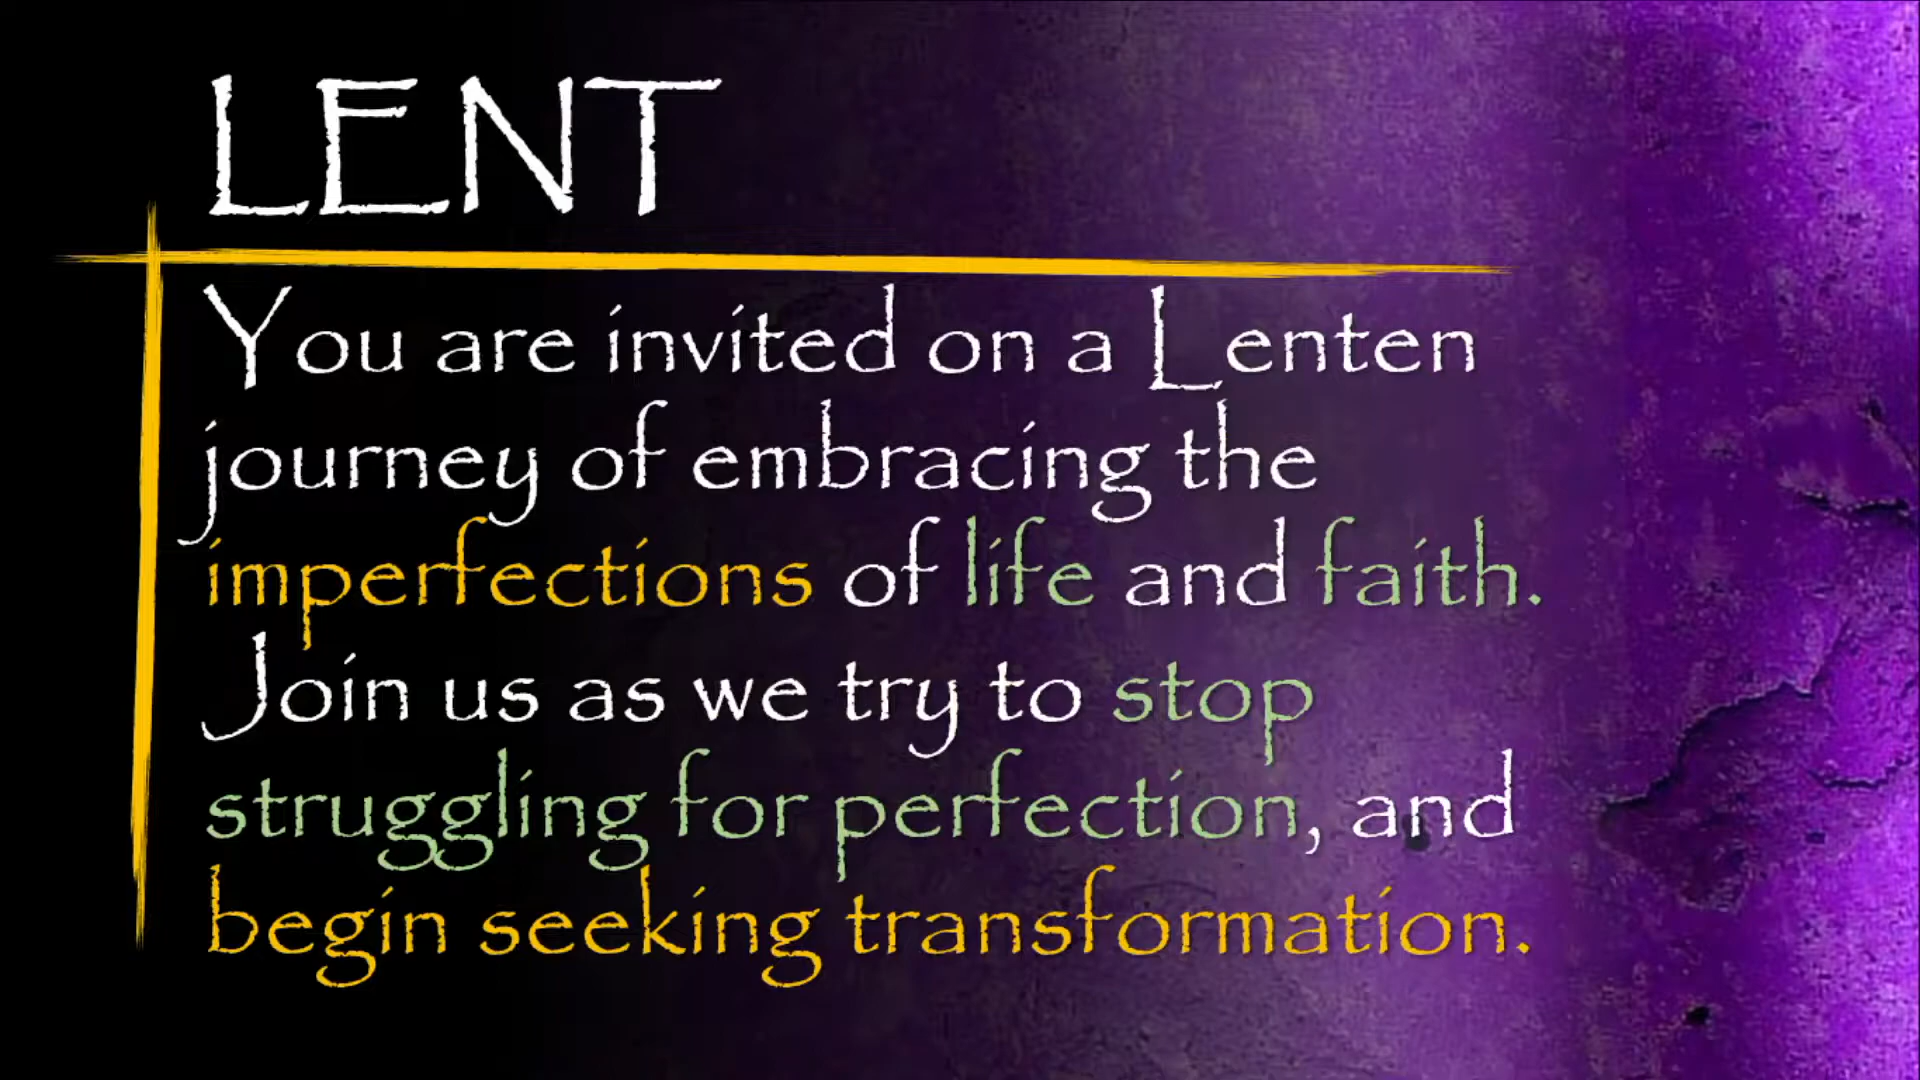 LENT
You are invited on a Lenten
journey of embracing the
imperfections of life and faith.
Join us as we try to stop
struggling for perfection, and
begin seeking transformation.